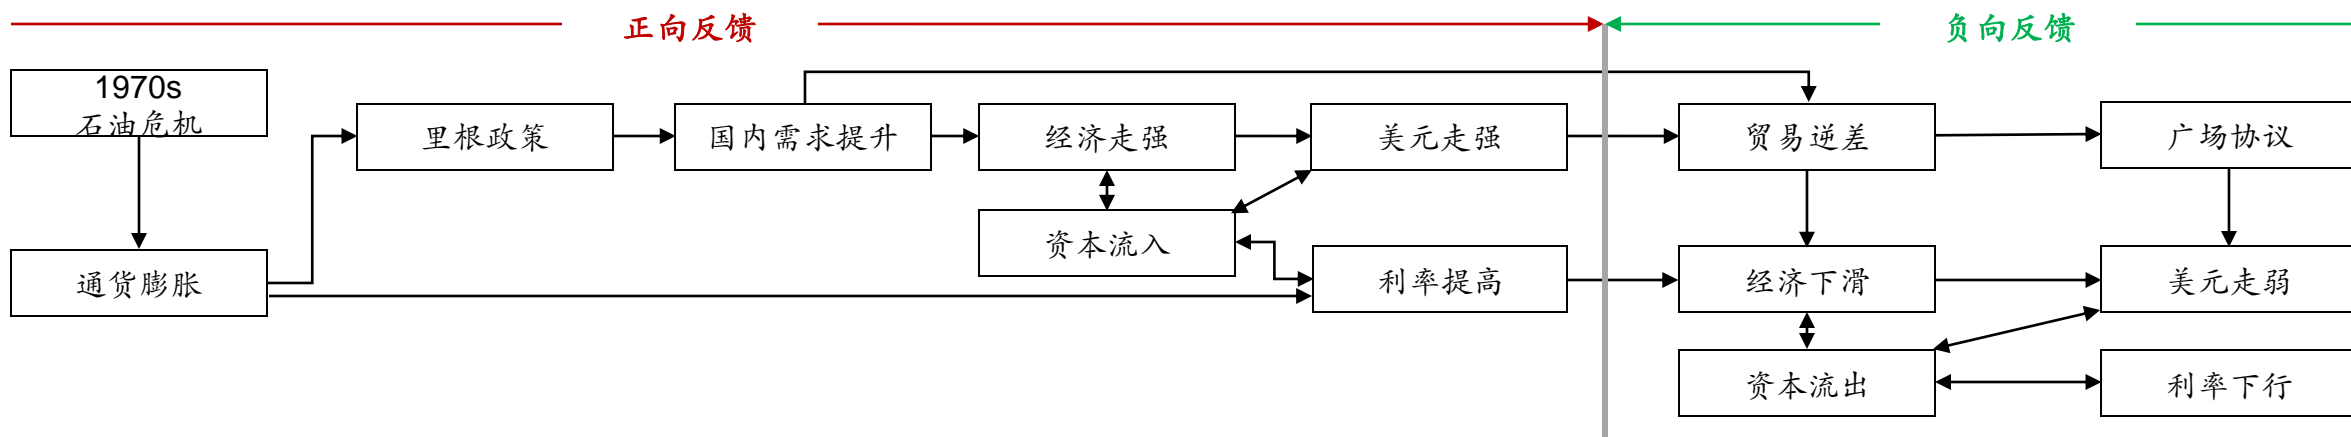 正向反馈
负向反馈
1970s
石油危机
里根政策
国内需求提升
经济走强
美元走强
贸易逆差
广场协议
资本流入
通货膨胀
利率提高
经济下滑
美元走弱
资本流出
利率下行